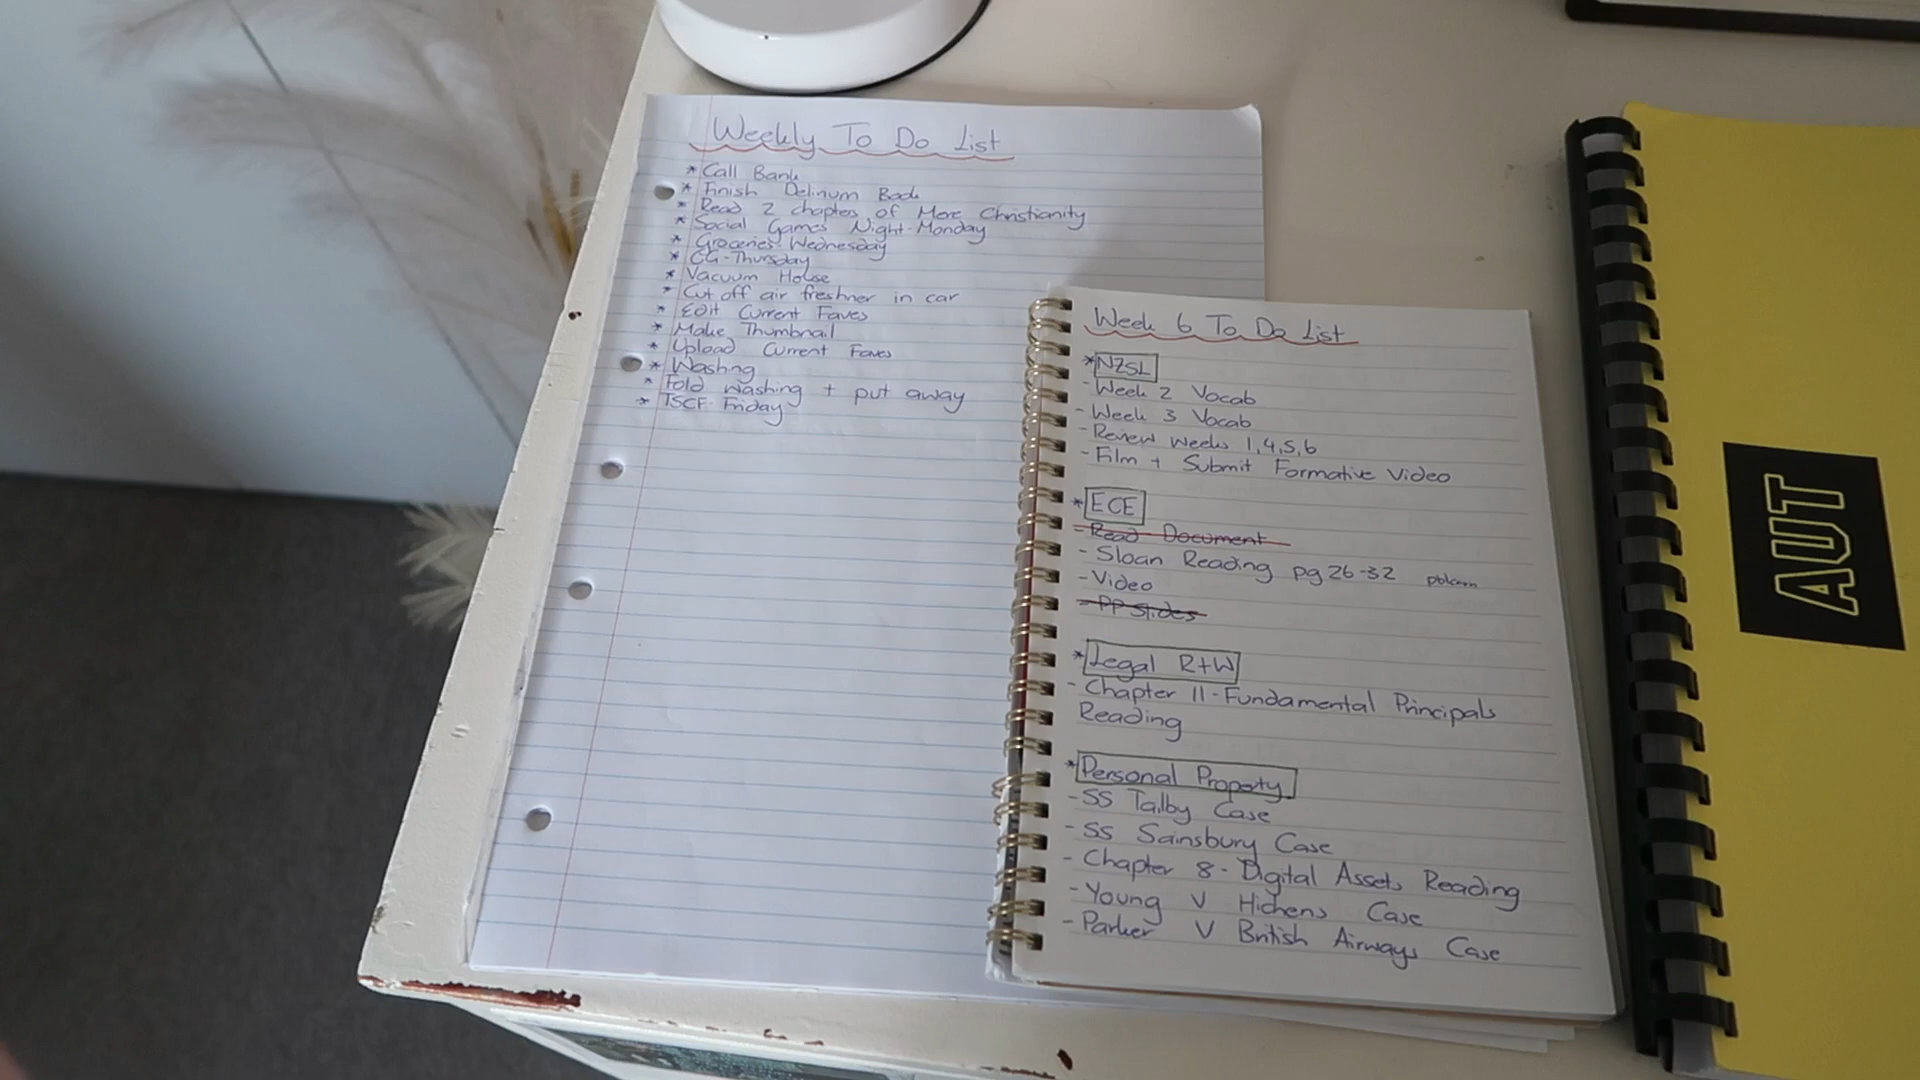 Weekly To Do List
* Call Bank
* Finish Delirium Book
* Read 2 chapters of Mere Christianity
* Social Games Night-Monday
* Groceries-Wednesday
* CG-Thursday
* Vacuum House
* Cut off air freshner in car
* Edit Current Faves
* Make Thumbnail
* Upload Current Faves
* Washing
* Fold washing + put away
* TSCF-Friday
Week 6 To Do List
* NZSL
- Week 2 Vocab
- Week 3 Vocab
- Review Weeks 1,4,5,6
- Film + Submit Formative Video
* ECE
- Read Document
- Sloan Reading pg 26-32
- Video
- PP Slides
* Legal R+W
- Chapter 11-Fundamental Principals
Reading
* Personal Property
- SS Tailby Case
- SS Sainsbury Case
- Chapter 8-Digital Assets Reading
- Young V Hichens Case
- Parker V British Airways Case
AUT